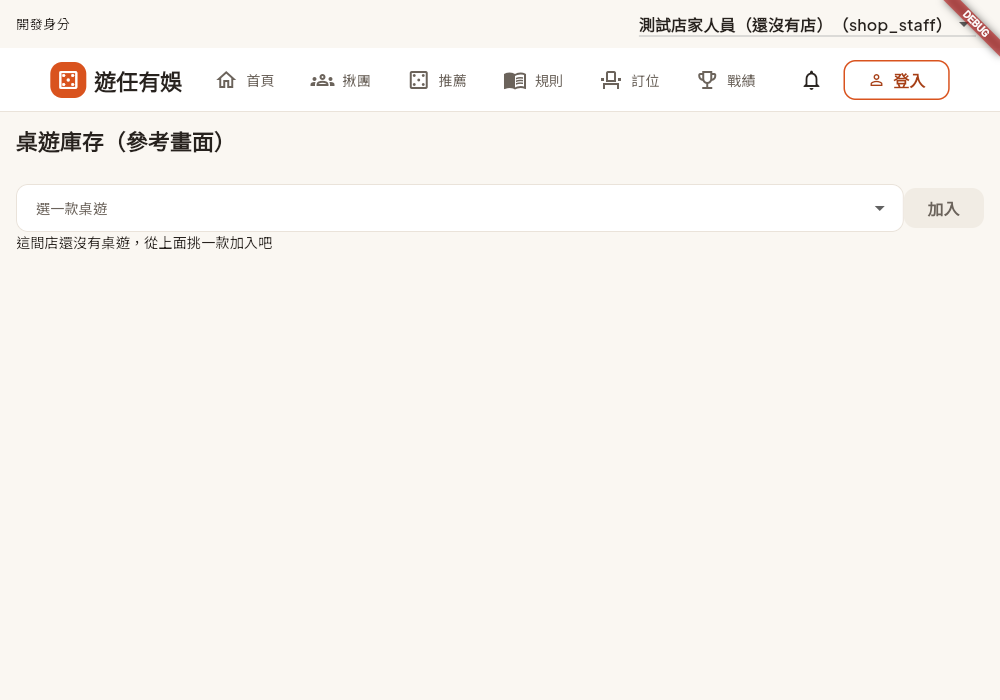 開發身分
測試店家人員（還沒有店）（shop_staff）
DEBUG
遊任有娛
首頁
揪團
推薦
規則
訂位
戰績
登入
桌遊庫存（參考畫面）
選一款桌遊
加入
這間店還沒有桌遊，從上面挑一款加入吧